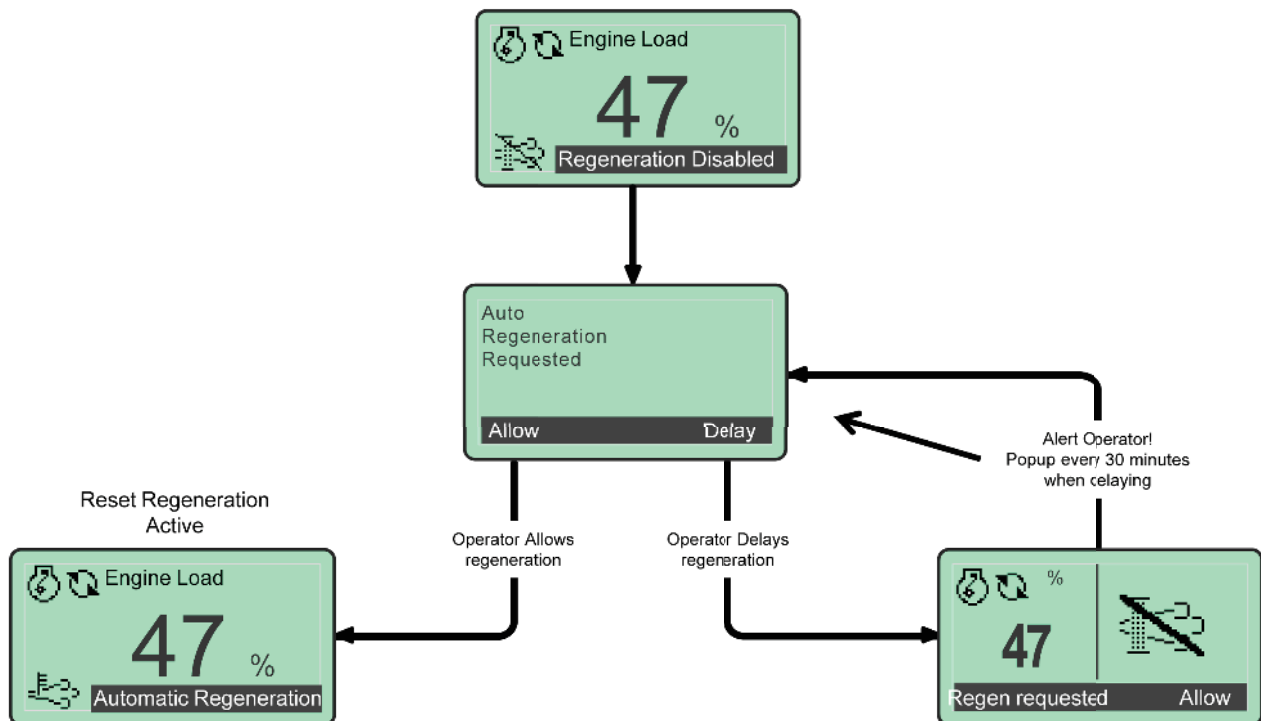 Engine Load
47
%
Regeneration Disabled
Auto
Regeneration
Requested
Allow Delay
Alert Operator!
Popup every 30 minutes
when celaying
Reset Regeneration
Active
Operator Allows
regeneration
Operator Delays
regeneration
Engine Load
47
%
Automatic Regeneration
%
47
Regen requested Allow